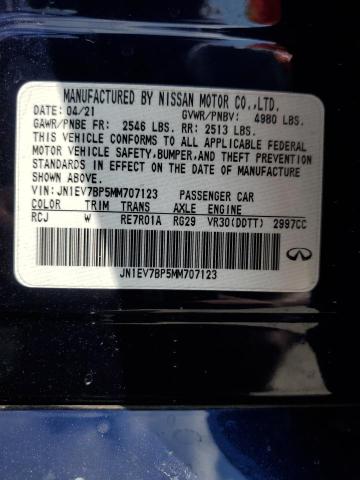 MANUFACTURED BY NISSAN MOTOR CO.,LTD.
DATE: 04/21 GVWR/PNBV: 4980 LBS.
GAWR/PNBE FR: 2546 LBS. RR: 2513 LBS.
THIS VEHICLE CONFORMS TO ALL APPLICABLE FEDERAL
MOTOR VEHICLE SAFETY,BUMPER,AND THEFT PREVENTION
STANDARDS IN EFFECT ON THE DATE OF MANUFACTURE
SHOWN ABOVE.
VIN: JN1EV7BP5MM707123 PASSENGER CAR
COLOR TRIM TRANS AXLE ENGINE
RCJ W RE7R01A RG29 VR30(DDTT) 2997CC
JN1EV7BP5MM707123